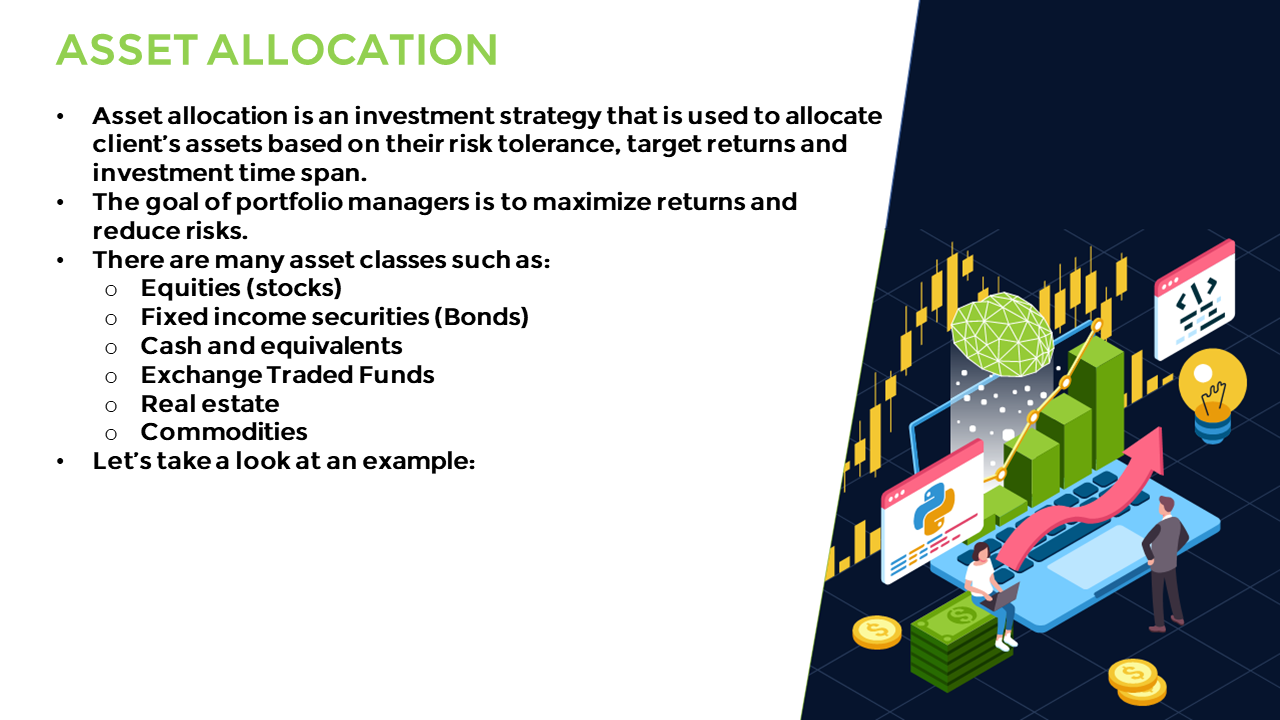 ASSET ALLOCATION
• Asset allocation is an investment strategy that is used to allocate
client’s assets based on their risk tolerance, target returns and
investment time span.
• The goal of portfolio managers is to maximize returns and
reduce risks.
• There are many asset classes such as:
o Equities (stocks)
o Fixed income securities (Bonds)
o Cash and equivalents
o Exchange Traded Funds
o Real estate
o Commodities
• Let’s take a look at an example: